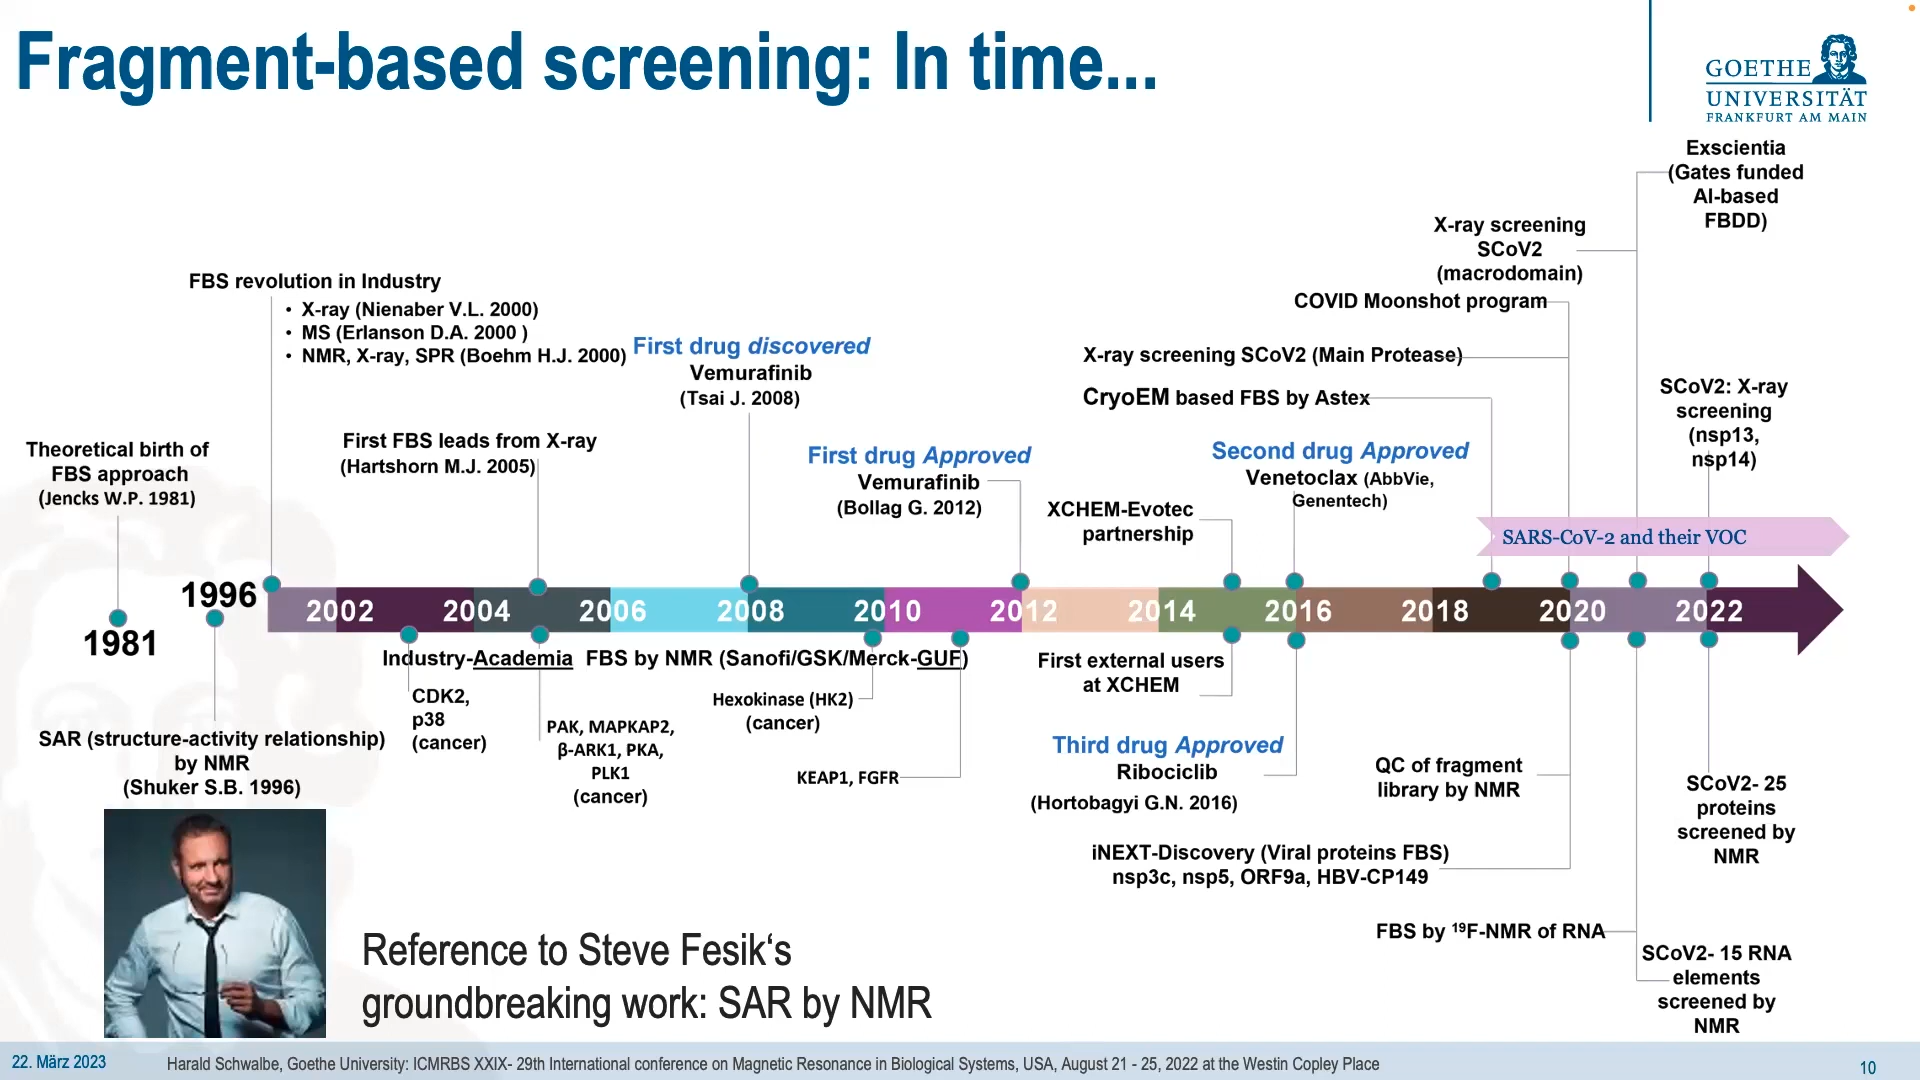 Fragment-based screening: In time...
GOETHE
UNIVERSITÄT
FRANKFURT AM MAIN
Exscientia
(Gates funded
AI-based
FBDD)
X-ray screening
SCoV2
(macrodomain)
COVID Moonshot program
X-ray screening SCoV2 (Main Protease)
CryoEM based FBS by Astex
SCoV2: X-ray
screening
(nsp13,
nsp14)
FBS revolution in Industry
• X-ray (Nienaber V.L. 2000)
• MS (Erlanson D.A. 2000 )
• NMR, X-ray, SPR (Boehm H.J. 2000)
First drug discovered
Vemurafinib
(Tsai J. 2008)
Theoretical birth of
FBS approach
(Jencks W.P. 1981)
First FBS leads from X-ray
(Hartshorn M.J. 2005)
First drug Approved
Vemurafinib
(Bollag G. 2012)
XCHEM-Evotec
partnership
Second drug Approved
Venetoclax (AbbVie,
Genentech)
SARS-CoV-2 and their VOC
1981
1996
2002
2004
2006
2008
2010
2012
2014
2016
2018
2020
2022
Industry-Academia FBS by NMR (Sanofi/GSK/Merck-GUF)
SAR (structure-activity relationship)
by NMR
(Shuker S.B. 1996)
CDK2,
p38
(cancer)
PAK, MAPKAP2,
β-ARK1, PKA,
PLK1
(cancer)
Hexokinase (HK2)
(cancer)
KEAP1, FGFR
First external users
at XCHEM
Third drug Approved
Ribociclib
(Hortobagyi G.N. 2016)
QC of fragment
library by NMR
iNEXT-Discovery (Viral proteins FBS)
nsp3c, nsp5, ORF9a, HBV-CP149
FBS by ¹⁹F-NMR of RNA
SCoV2- 25
proteins
screened by
NMR
SCoV2- 15 RNA
elements
screened by
NMR
Reference to Steve Fesik‘s
groundbreaking work: SAR by NMR
22. März 2023
Harald Schwalbe, Goethe University: ICMRBS XXIX- 29th International conference on Magnetic Resonance in Biological Systems, USA, August 21 - 25, 2022 at the Westin Copley Place
10